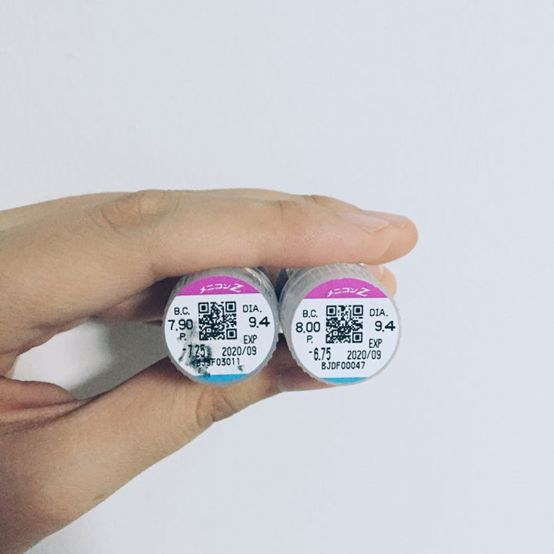 メニコンZ
B.C. DIA.
7.90 9.4
P. EXP
-7.25 2020/09
BJSF03011
メニコンZ
B.C. DIA.
8.00 9.4
P. EXP
-6.75 2020/09
BJDF00047